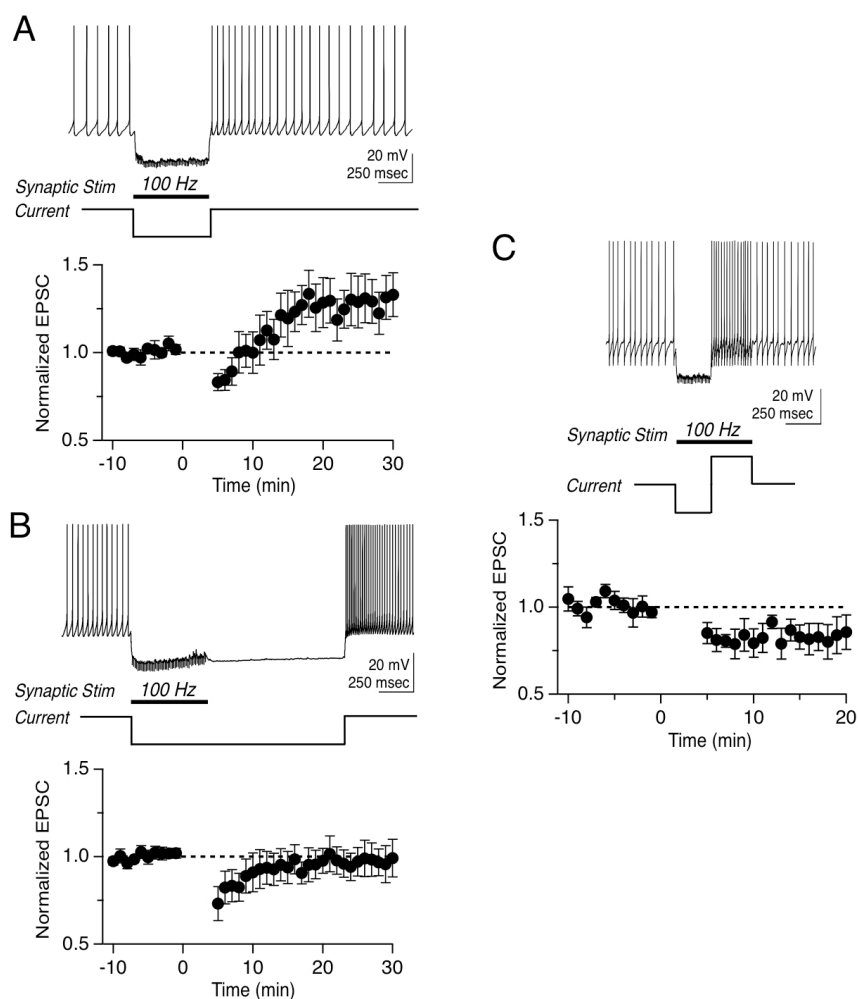 A
20 mV
250 msec
Synaptic Stim 100 Hz
Current
1.5
1.0
0.5
Normalized EPSC
-10 0 10 20 30
Time (min)
B
20 mV
250 msec
Synaptic Stim 100 Hz
Current
1.5
1.0
0.5
Normalized EPSC
-10 0 10 20 30
Time (min)
C
20 mV
250 msec
Synaptic Stim 100 Hz
Current
1.5
1.0
0.5
Normalized EPSC
-10 0 10 20
Time (min)